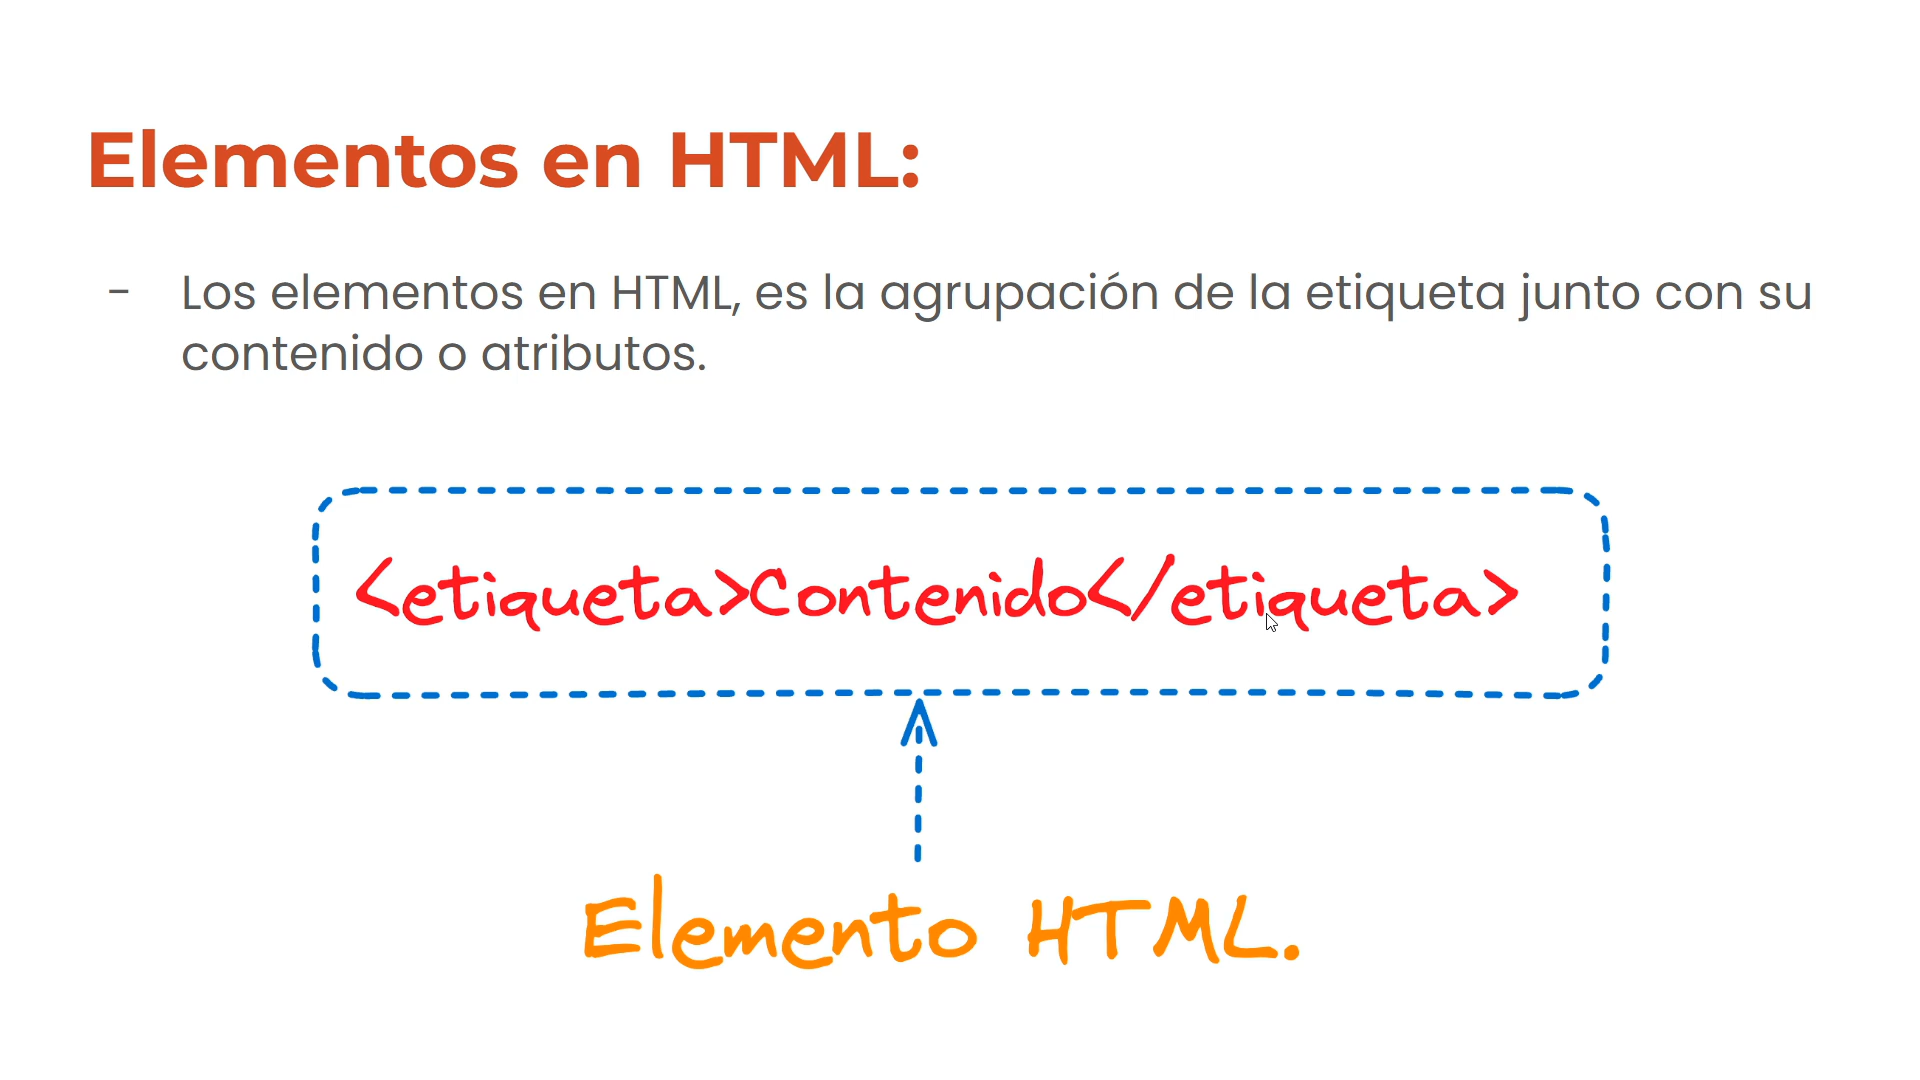 Elementos en HTML:
- Los elementos en HTML, es la agrupación de la etiqueta junto con su
contenido o atributos.
<etiqueta>Contenido</etiqueta>
Elemento HTML.